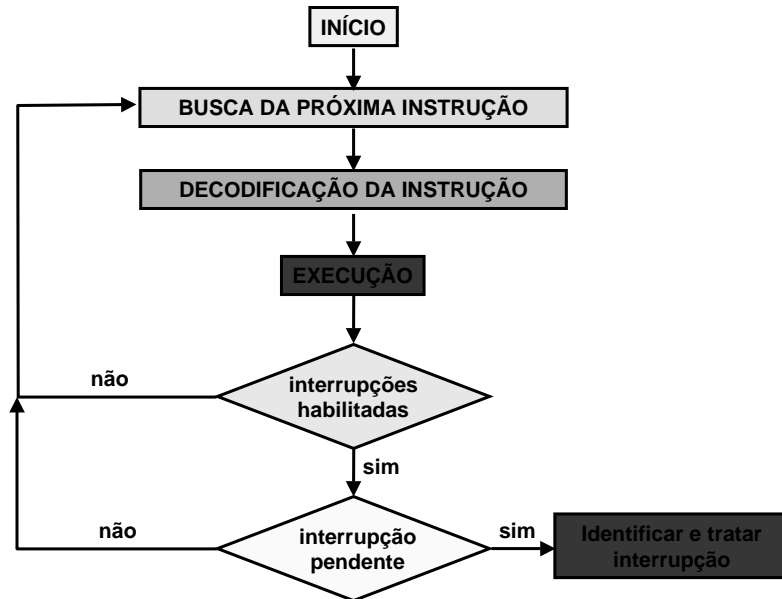 INÍCIO
BUSCA DA PRÓXIMA INSTRUÇÃO
DECODIFICAÇÃO DA INSTRUÇÃO
EXECUÇÃO
não
interrupções
habilitadas
sim
não
interrupção
pendente
sim
Identificar e tratar
interrupção